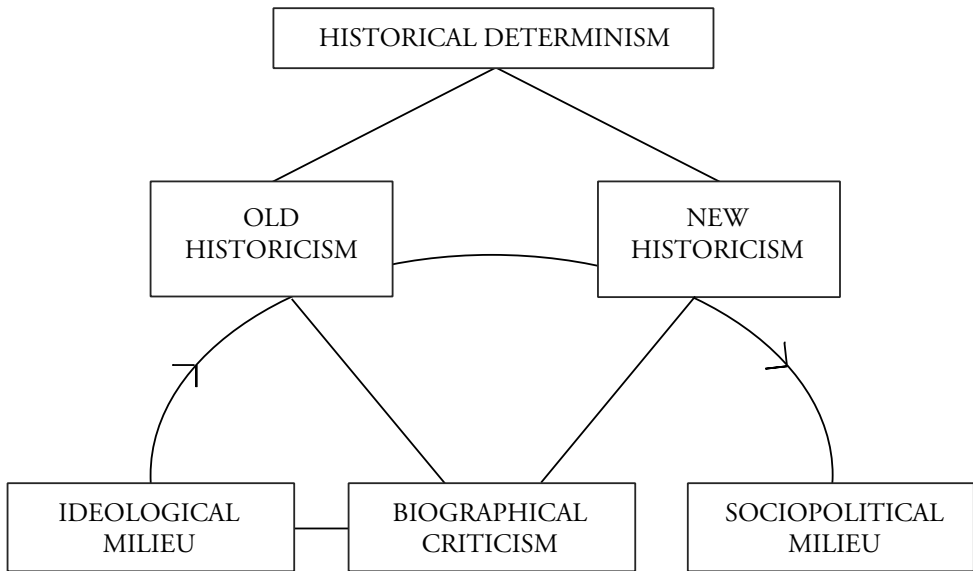 HISTORICAL DETERMINISM
OLD
HISTORICISM
NEW
HISTORICISM
IDEOLOGICAL
MILIEU
BIOGRAPHICAL
CRITICISM
SOCIOPOLITICAL
MILIEU